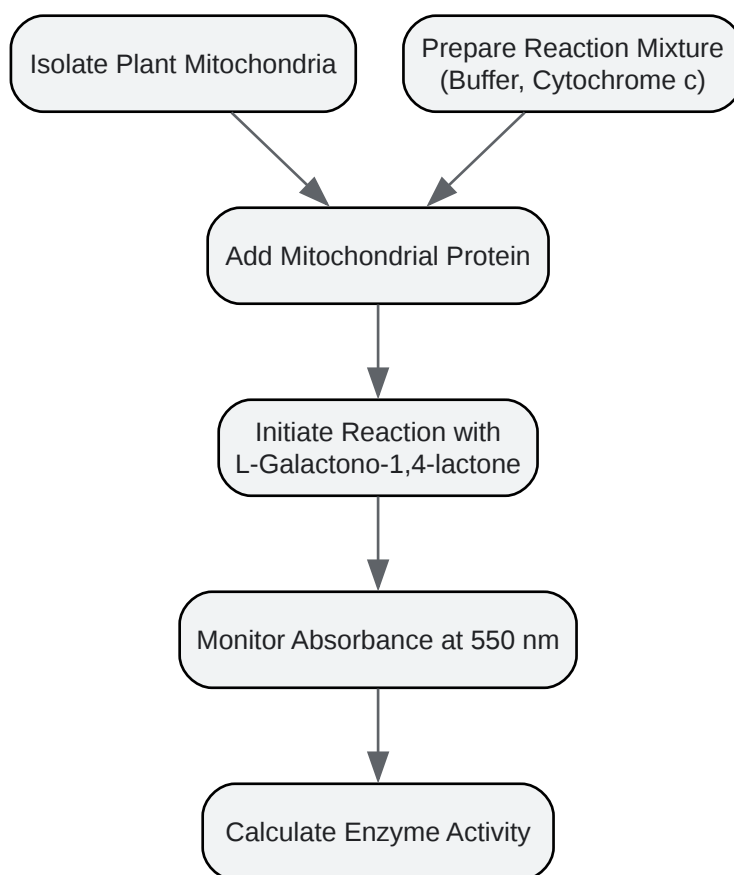 Isolate Plant Mitochondria
Prepare Reaction Mixture
(Buffer, Cytochrome c)
Add Mitochondrial Protein
Initiate Reaction with
L-Galactono-1,4-lactone
Monitor Absorbance at 550 nm
Calculate Enzyme Activity